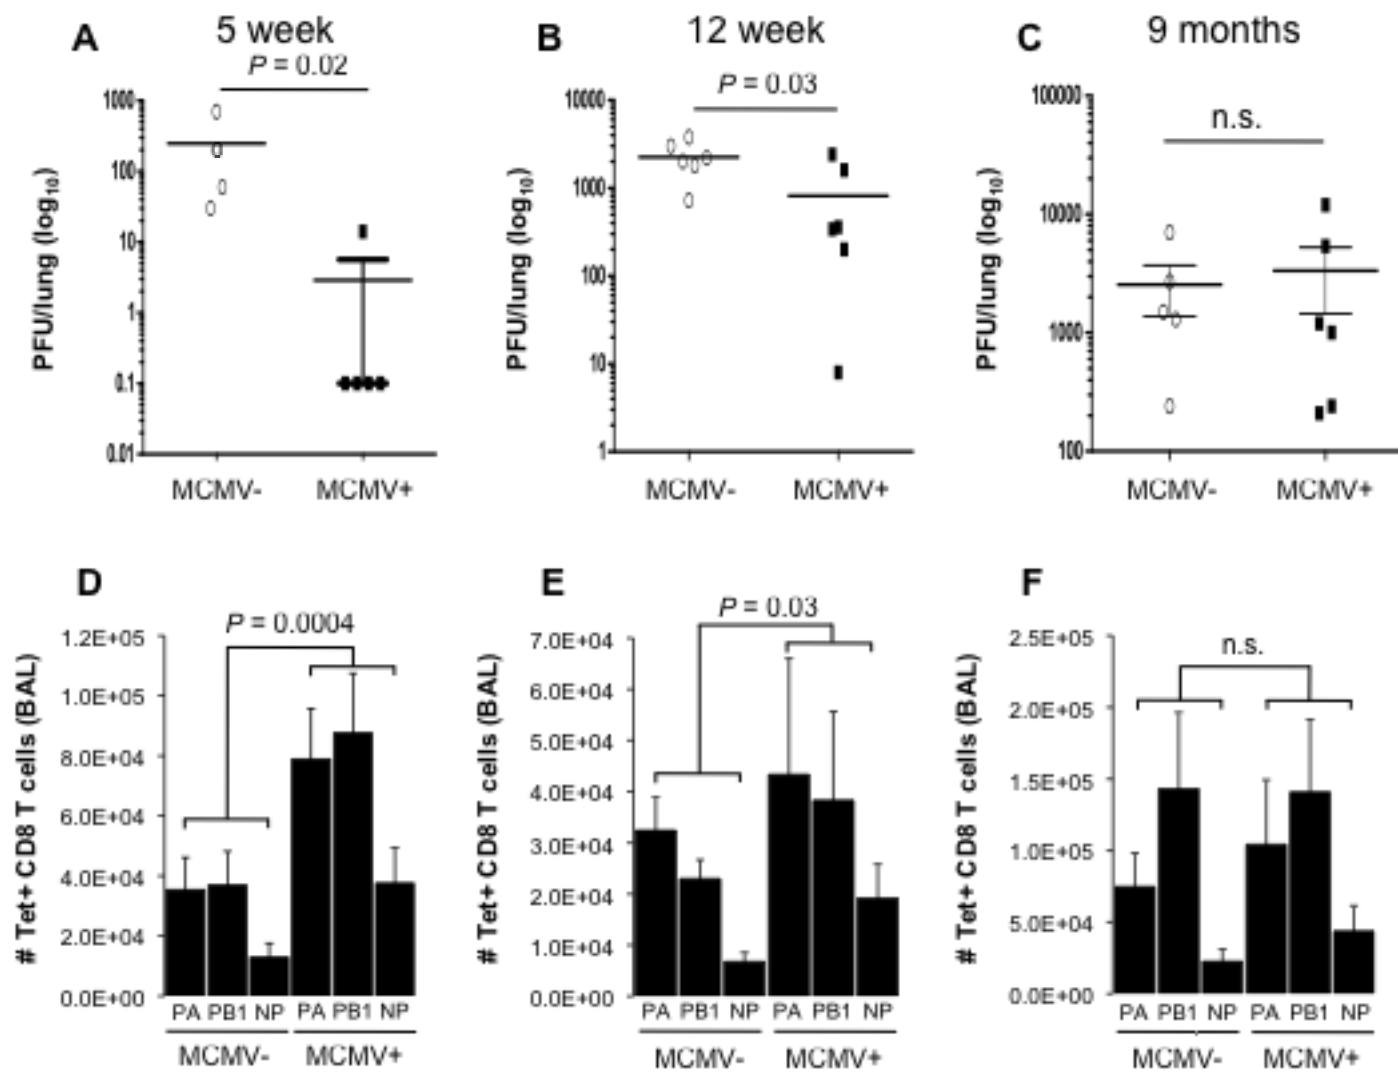 A
5 week
P = 0.02
1000
100
10
1
0.1
0.01
PFU/lung (log10)
MCMV-
MCMV+
B
12 week
P = 0.03
10000
1000
100
10
1
PFU/lung (log10)
MCMV-
MCMV+
C
9 months
n.s.
100000
10000
1000
100
PFU/lung (log10)
MCMV-
MCMV+
D
P = 0.0004
1.2E+05
1.0E+05
8.0E+04
6.0E+04
4.0E+04
2.0E+04
0.0E+00
# Tet+ CD8 T cells (BAL)
PA PB1 NP PA PB1 NP
MCMV- MCMV+
E
P = 0.03
7.0E+04
6.0E+04
5.0E+04
4.0E+04
3.0E+04
2.0E+04
1.0E+04
0.0E+00
# Tet+ CD8 T cells (BAL)
PA PB1 NP PA PB1 NP
MCMV- MCMV+
F
n.s.
2.5E+05
2.0E+05
1.5E+05
1.0E+05
5.0E+04
0.0E+00
# Tet+ CD8 T cells (BAL)
PA PB1 NP PA PB1 NP
MCMV- MCMV+